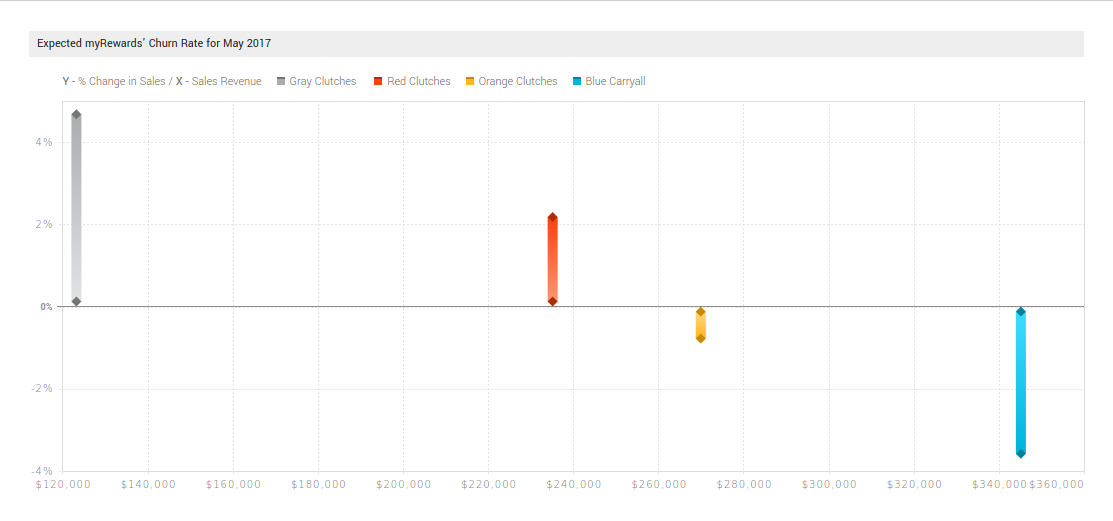 Expected myRewards' Churn Rate for May 2017
Y - % Change in Sales / X - Sales Revenue Gray Clutches Red Clutches Orange Clutches Blue Carryall
4%
2%
0%
-2%
-4%
$120,000 $140,000 $160,000 $180,000 $200,000 $220,000 $240,000 $260,000 $280,000 $300,000 $320,000 $340,000 $360,000